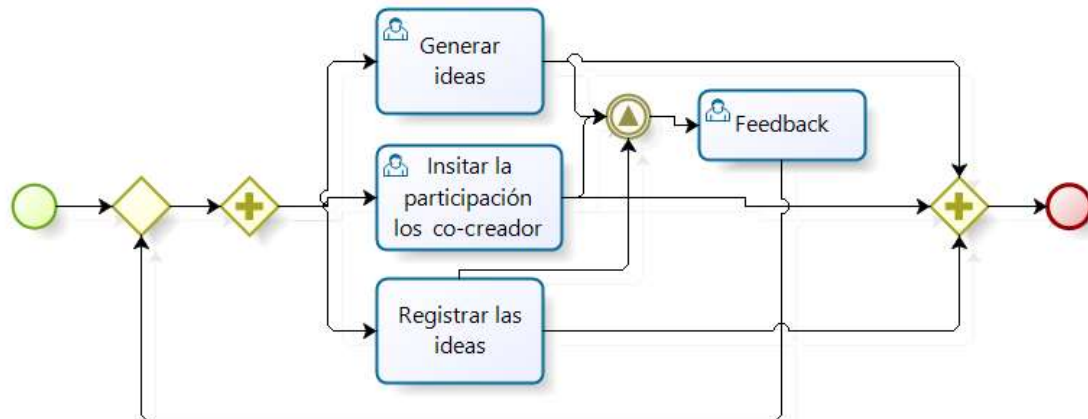 Generar
ideas
Feedback
Insitar la
participación
los co-creador
Registrar las
ideas